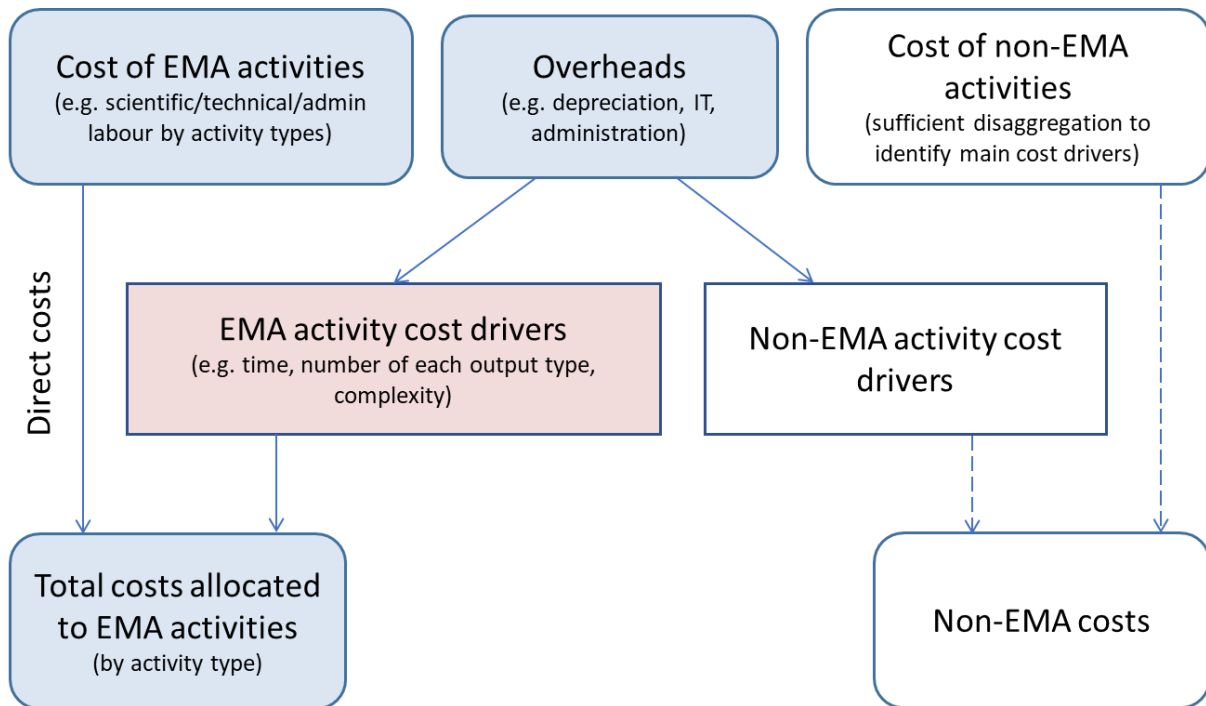 Cost of EMA activities
(e.g. scientific/technical/admin
labour by activity types)
Overheads
(e.g. depreciation, IT,
administration)
Cost of non-EMA
activities
(sufficient disaggregation to
identify main cost drivers)
Direct costs
EMA activity cost drivers
(e.g. time, number of each output type,
complexity)
Non-EMA activity cost
drivers
Total costs allocated
to EMA activities
(by activity type)
Non-EMA costs